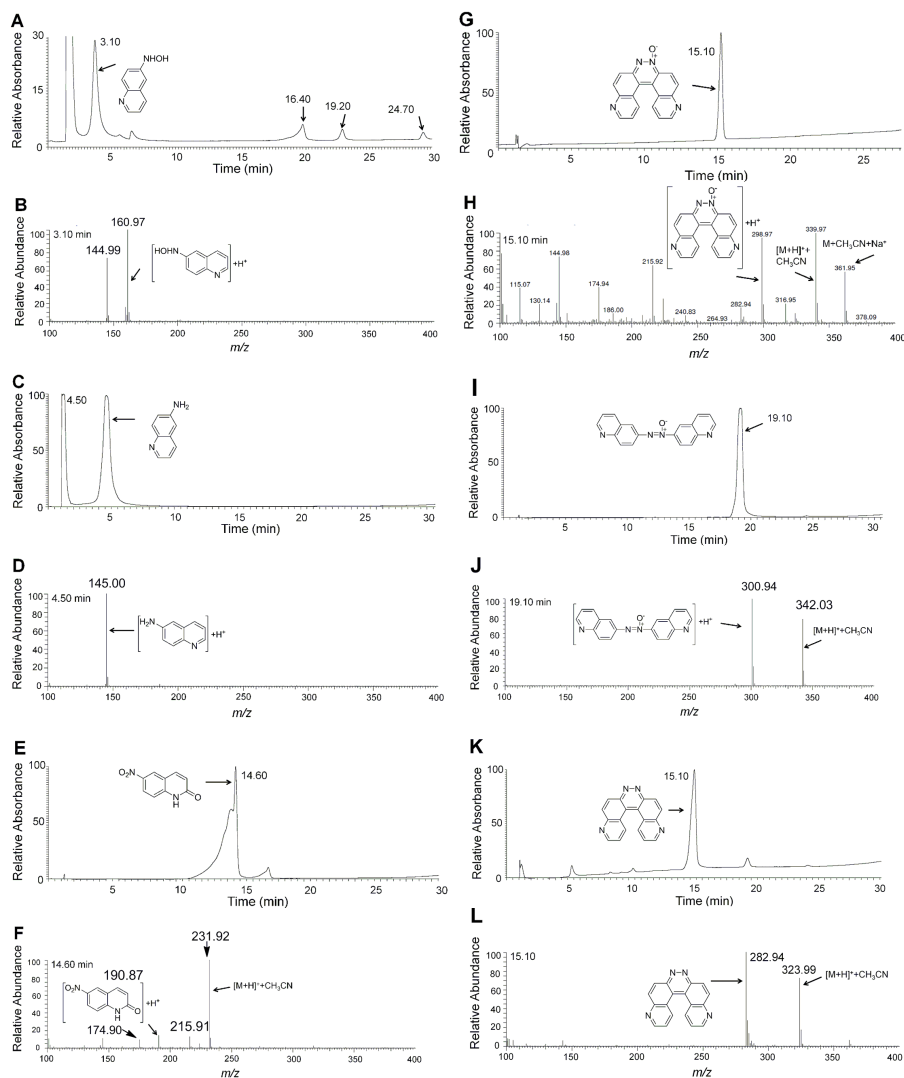 A
Relative Absorbance
30
15
0
3.10
NHOH
N
16.40
19.20
24.70
5 10 15 20 25 30
Time (min)
B
Relative Abundance
100
80
60
40
20
0
3.10 min
160.97
144.99
HOHN
N
+H+
100 150 200 250 300 350 400
m/z
C
Relative Absorbance
100
50
0
4.50
NH2
N
5 10 15 20 25 30
Time (min)
D
Relative Abundance
100
80
60
40
20
0
4.50 min
145.00
H2N
N
+H+
100 150 200 250 300 350 400
m/z
E
Relative Absorbance
100
50
0
O2N
N
H
O
14.60
5 10 15 20 25 30
Time (min)
F
Relative Abundance
100
80
60
40
20
0
14.60 min
231.92
190.87
O2N
N
H
O
+H+
[M+H]++CH3CN
174.90
215.91
100 150 200 250 300 350 400
m/z
G
Relative Absorbance
100
50
0
15.10
O-
N N+
N N
5 10 15 20 25
Time (min)
H
Relative Abundance
100
80
60
40
20
0
15.10 min
O-
N N+
N N
+H+
298.97
339.97
[M+H]++
CH3CN
M+CH3CN+Na+
361.95
144.98
215.92
115.07
130.14
174.94
186.00
240.83
264.93
282.94
316.95
378.09
100 150 200 250 300 350 400
m/z
I
Relative Absorbance
100
50
0
N
O-
N=N+
N
19.10
5 10 15 20 25 30
Time (min)
J
Relative Abundance
100
80
60
40
20
0
19.10 min
N
O-
N=N+
N
+H+
300.94
342.03
[M+H]++CH3CN
100 150 200 250 300 350 400
m/z
K
Relative Absorbance
100
50
0
15.10
N N
N N
5 10 15 20 25 30
Time (min)
L
Relative Abundance
100
80
60
40
20
0
15.10
N N
N N
282.94
323.99
[M+H]++CH3CN
100 150 200 250 300 350 400
m/z